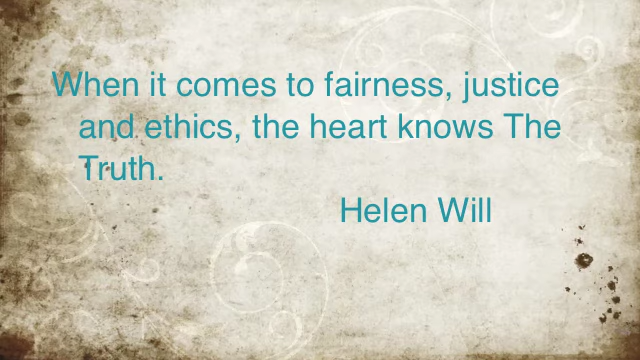 When it comes to fairness, justice
and ethics, the heart knows The
Truth.
Helen Will